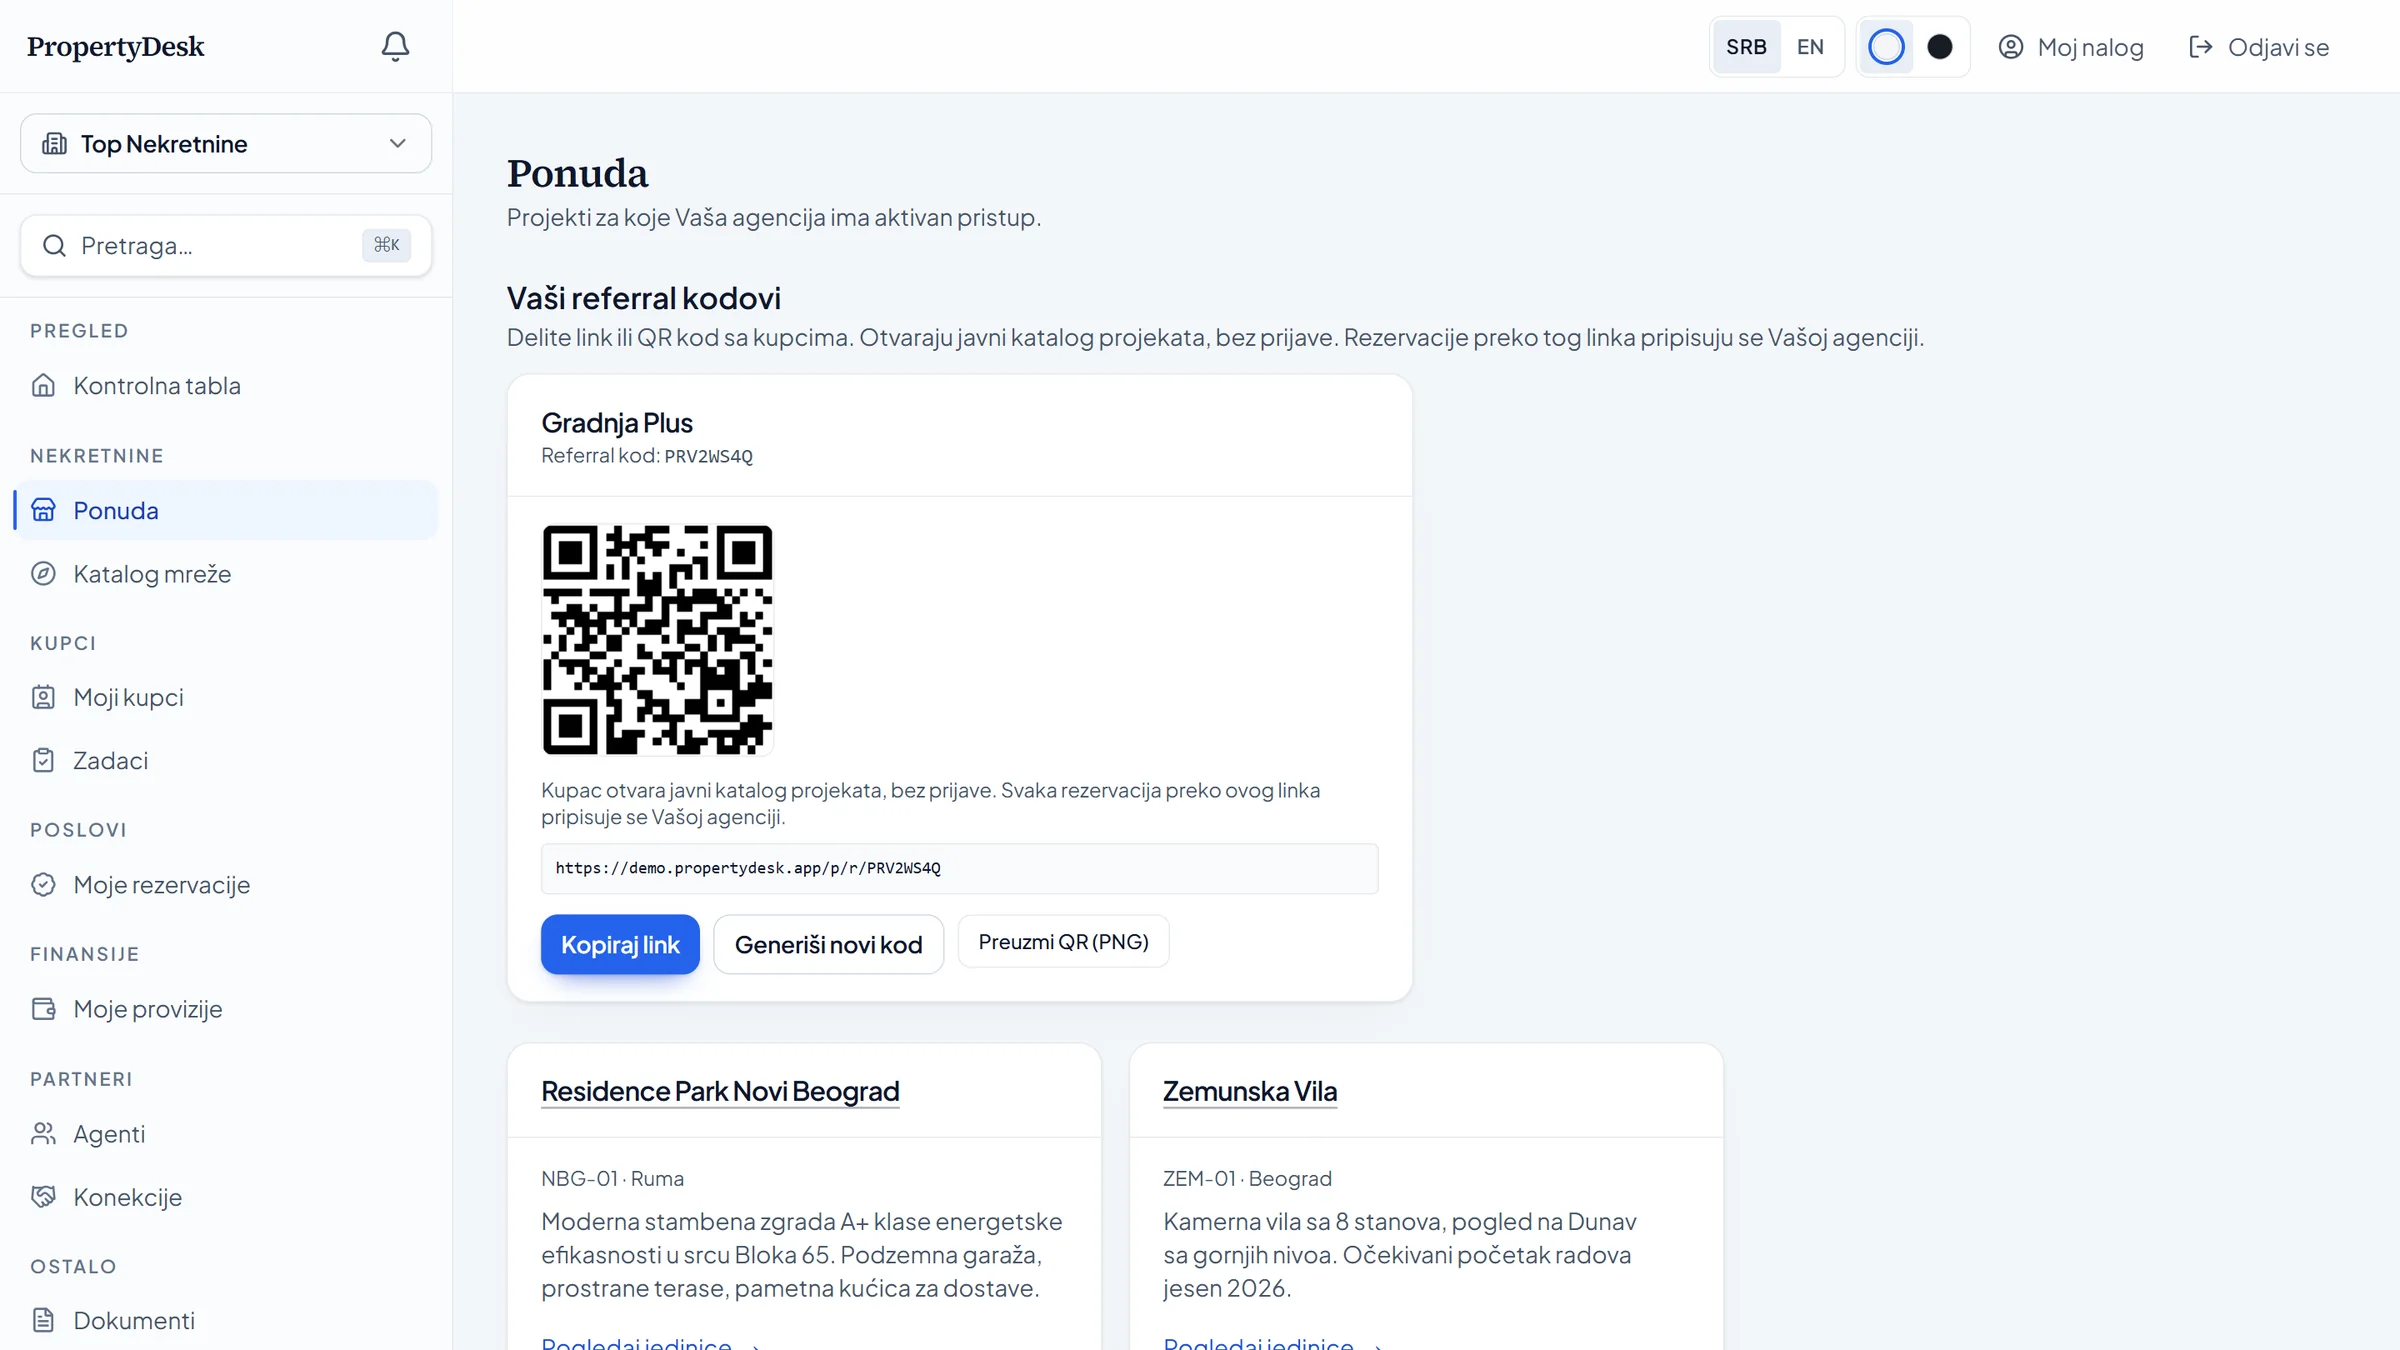 PropertyDesk
SRB
EN
Moj nalog
Odjavi se
Top Nekretnine
Pretraga...
⌘K
PREGLED
Kontrolna tabla
NEKRETNINE
Ponuda
Katalog mreže
KUPCI
Moji kupci
Zadaci
POSLOVI
Moje rezervacije
FINANSIJE
Moje provizije
PARTNERI
Agenti
Konekcije
OSTALO
Dokumenti
Ponuda
Projekti za koje Vaša agencija ima aktivan pristup.
Vaši referral kodovi
Delite link ili QR kod sa kupcima. Otvaraju javni katalog projekata, bez prijave. Rezervacije preko tog linka pripisuju se Vašoj agenciji.
Gradnja Plus
Referral kod: PRV2WS4Q
Kupac otvara javni katalog projekata, bez prijave. Svaka rezervacija preko ovog linka
pripisuje se Vašoj agenciji.
https://demo.propertydesk.app/p/r/PRV2WS4Q
Kopiraj link
Generiši novi kod
Preuzmi QR (PNG)
Residence Park Novi Beograd
NBG-01 · Ruma
Moderna stambena zgrada A+ klase energetske
efikasnosti u srcu Bloka 65. Podzemna garaža,
prostrane terase, pametna kućica za dostave.
Pogledaj jedinice →
Zemunska Vila
ZEM-01 · Beograd
Kamerna vila sa 8 stanova, pogled na Dunav
sa gornjih nivoa. Očekivani početak radova
jesen 2026.
Pogledaj jedinice →